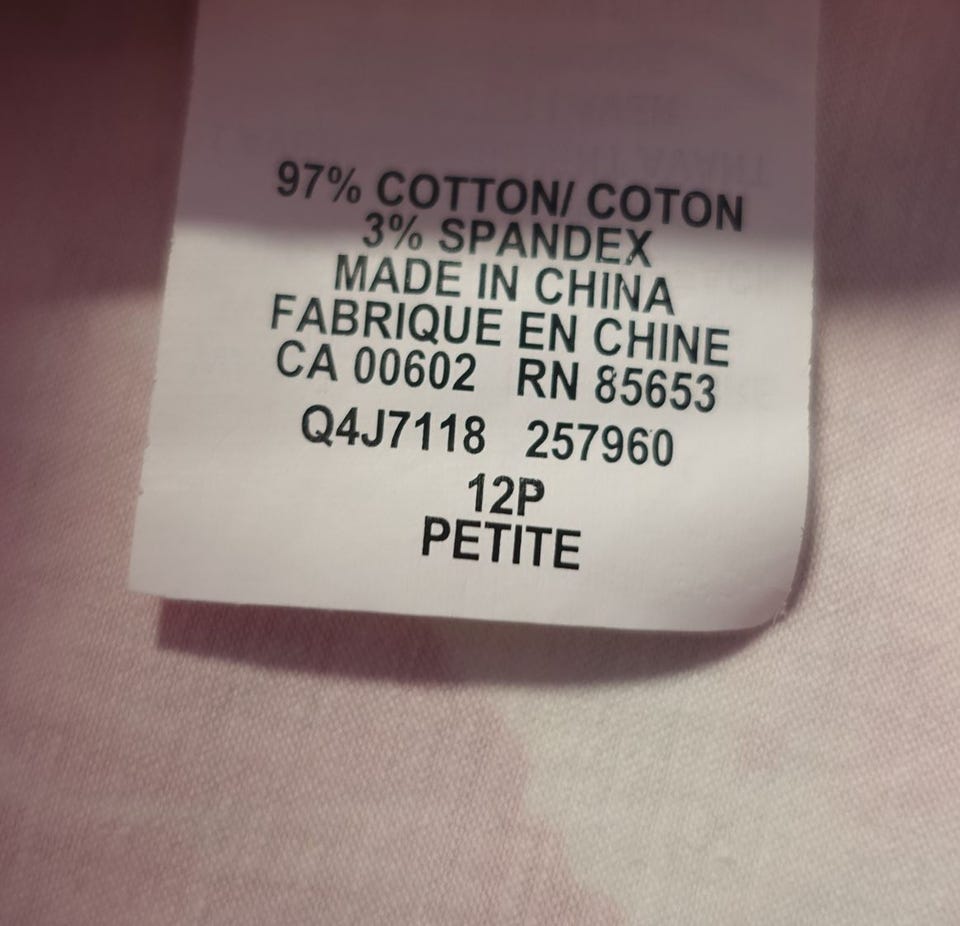 97% COTTON/ COTON
3% SPANDEX
MADE IN CHINA
FABRIQUE EN CHINE
CA 00602 RN 85653
Q4J7118 257960
12P
PETITE